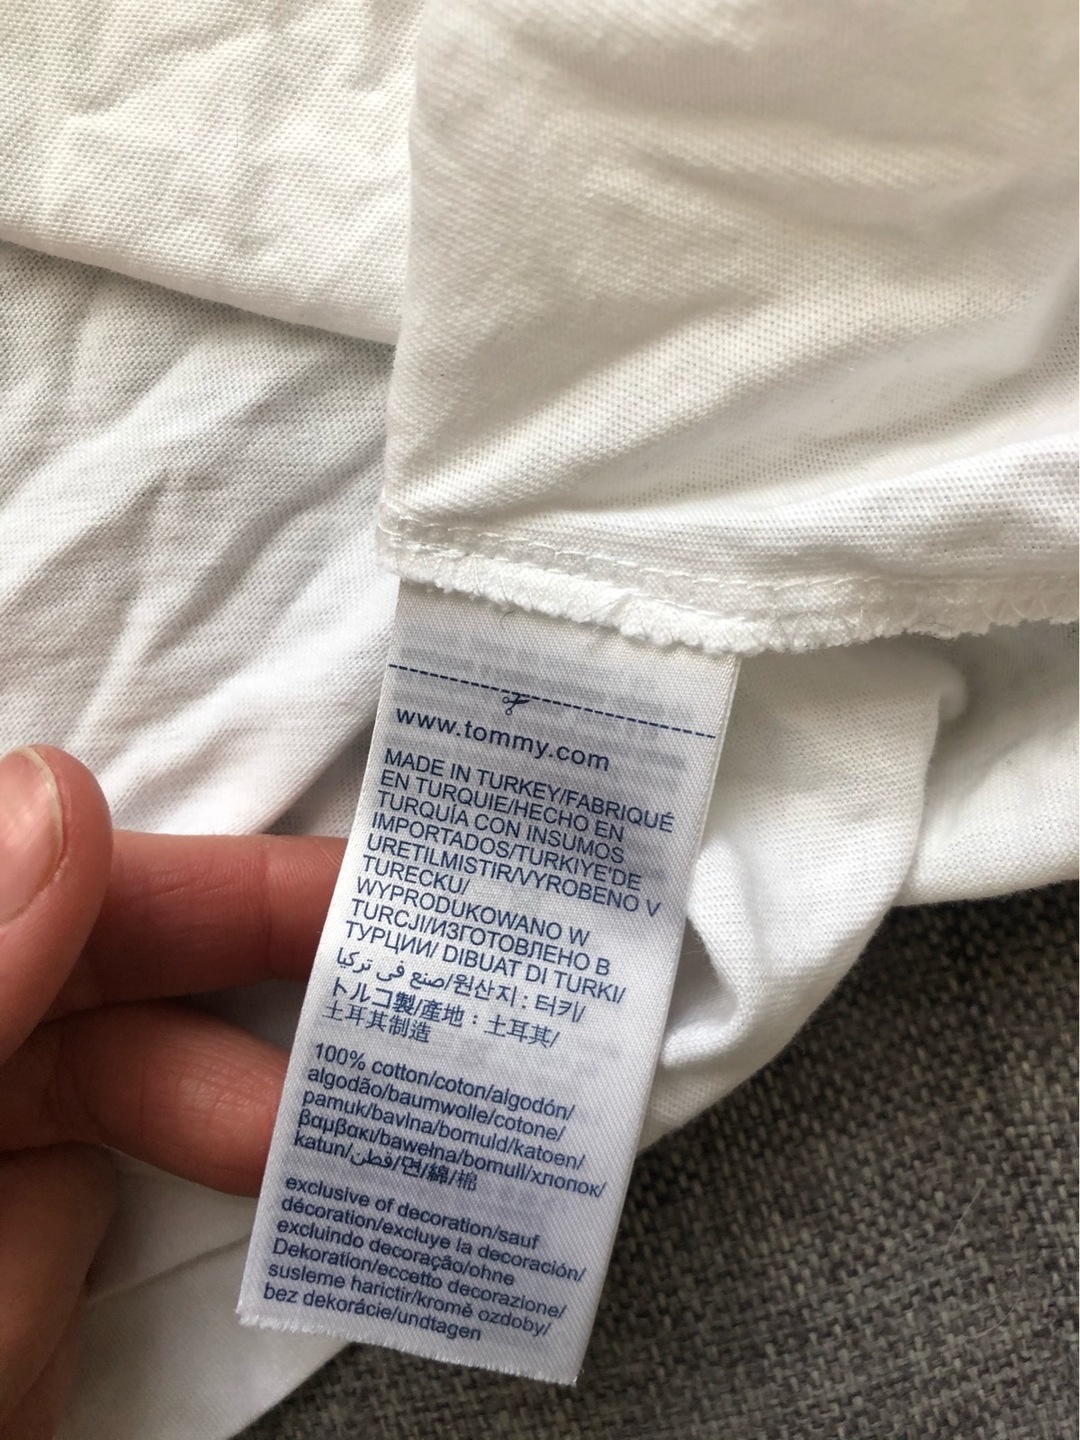 www.tommy.com
MADE IN TURKEY/FABRIQUÉ
EN TURQUIE/HECHO EN
TURQUÍA CON INSUMOS
IMPORTADOS/TURKIYE'DE
URETILMISTIR/VYROBENO V
TURECKU/
WYPRODUKOWANO W
TURCJI/ИЗГОТОВЛЕНО В
ТУРЦИИ/ DIBUAT DI TURKI/
صنع في تركيا/원산지 : 터키/
トルコ製/產地：土耳其/
土耳其制造
100% cotton/coton/algodón/
algodão/baumwolle/cotone/
pamuk/bavlna/bomuld/katoen/
βαμβακι/bawełna/bomull/хлопок/
katun/قطن/면/綿/棉
exclusive of decoration/sauf
décoration/excluye la decoración/
excluindo decoração/ohne
Dekoration/eccetto decorazione/
susleme harictir/kromě ozdoby/
bez dekorácie/undtagen